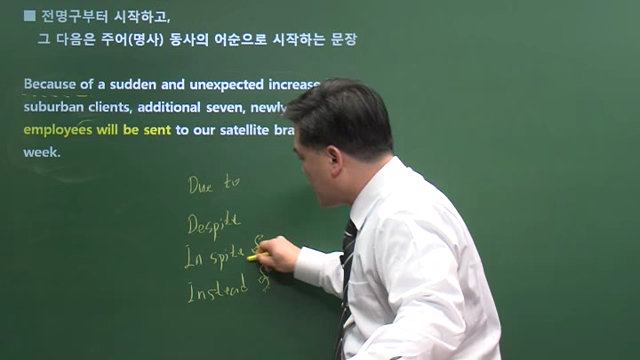 ■ 전명구부터 시작하고,
그 다음은 주어(명사) 동사의 어순으로 시작하는 문장
Because of a sudden and unexpected increase
suburban clients, additional seven, newly
employees will be sent to our satellite bra
week.
Due to
Despite
In spite of
Instead of